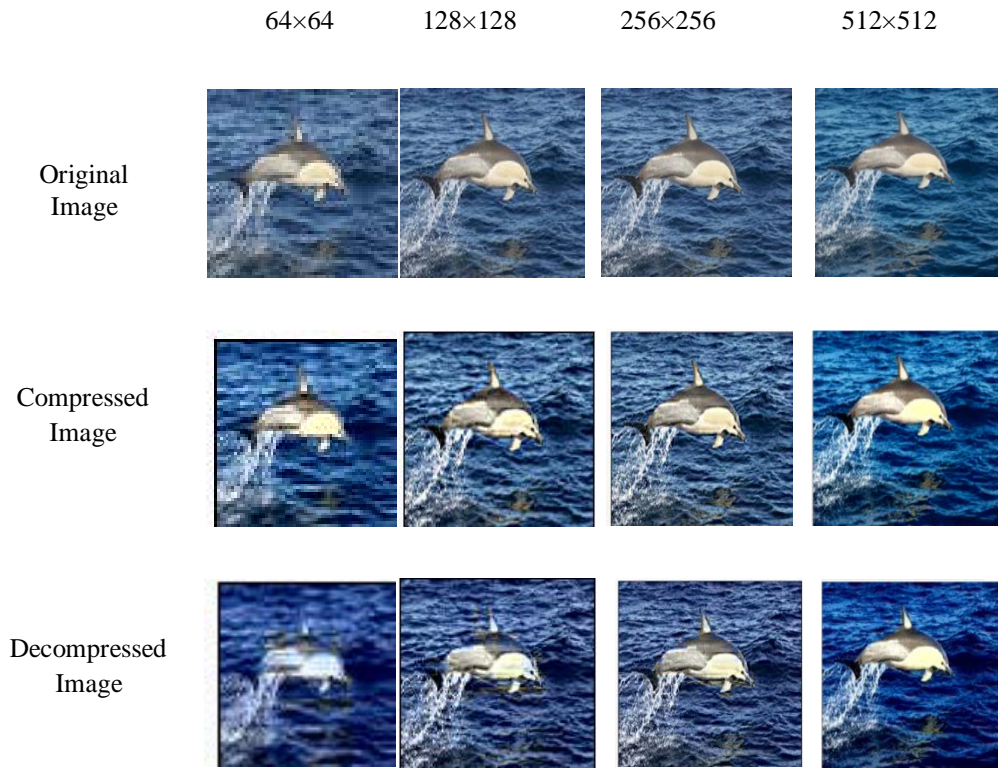 64×64 128×128 256×256 512×512
Original
Image
Compressed
Image
Decompressed
Image